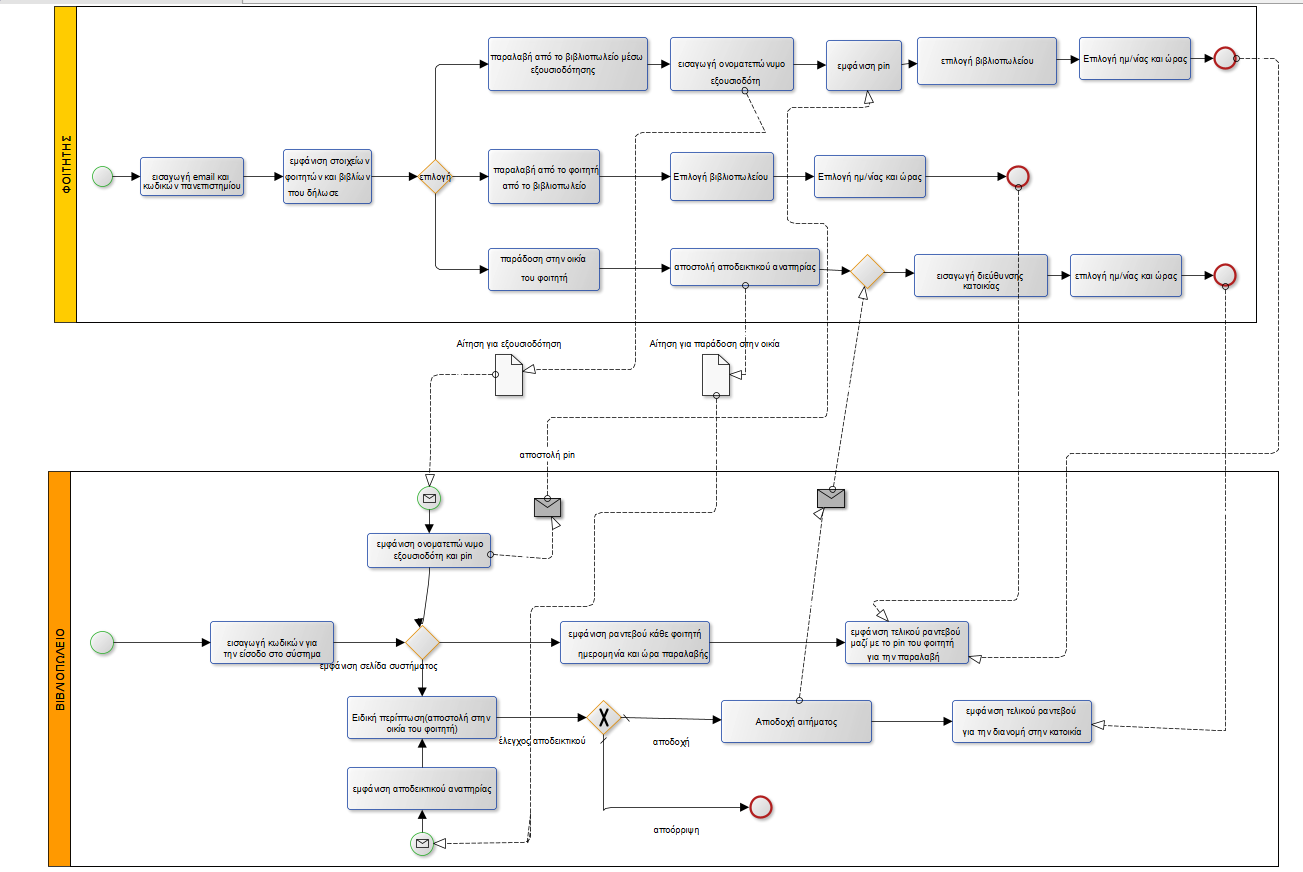 ΦΟΙΤΗΤΗΣ
παραλαβή από το βιβλιοπωλείο μέσω
εξουσιοδότησης
εισαγωγή ονοματεπώνυμο
εξουσιοδότη
εμφάνιση pin
επιλογή βιβλιοπωλείου
Επιλογή ημ/νίας και ώρας
εισαγωγή email και
κωδικών πανεπιστημίου
εμφάνιση στοιχείων
φοιτητών και βιβλίων
που δήλωσε
επιλογή
παραλαβή από το φοιτητή
από το βιβλιοπωλείο
Επιλογή βιβλιοπωλείου
Επιλογή ημ/νίας και ώρας
παράδοση στην οικία
του φοιτητή
αποστολή αποδεικτικού αναπηρίας
εισαγωγή διεύθυνσης
κατοικίας
επιλογή ημ/νίας και ώρας
Αίτηση για εξουσιοδότηση
Αίτηση για παράδοση στην οικία
αποστολή pin
ΒΙΒΛΙΟΠΩΛΕΙΟ
εμφάνιση ονοματεπώνυμο
εξουσιοδότη και pin
εισαγωγή κωδικών για
την είσοδο στο σύστημα
εμφάνιση σελίδα συστήματος
εμφάνιση ραντεβού κάθε φοιτητή
ημερομηνία και ώρα παραλαβής
εμφάνιση τελικού ραντεβού
μαζί με το pin του φοιτητή
για την παραλαβή
Ειδική περίπτωση(αποστολή στην
οικία του φοιτητή)
έλεγχος αποδεικτικού
αποδοχή
Αποδοχή αιτήματος
εμφάνιση τελικού ραντεβού
για την διανομή στην κατοικία
εμφάνιση αποδεικτικού αναπηρίας
απόρριψη